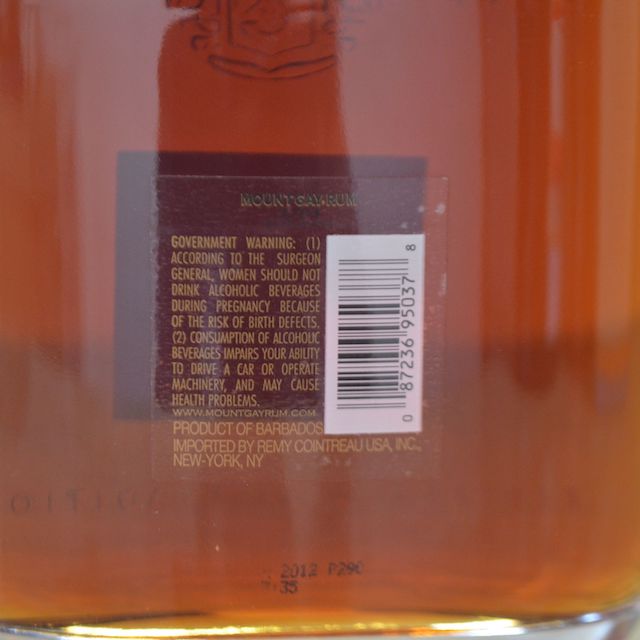 MOUNT GAY RUM
GOVERNMENT WARNING: (1)
ACCORDING TO THE SURGEON
GENERAL, WOMEN SHOULD NOT
DRINK ALCOHOLIC BEVERAGES
DURING PREGNANCY BECAUSE
OF THE RISK OF BIRTH DEFECTS.
(2) CONSUMPTION OF ALCOHOLIC
BEVERAGES IMPAIRS YOUR ABILITY
TO DRIVE A CAR OR OPERATE
MACHINERY, AND MAY CAUSE
HEALTH PROBLEMS.
WWW.MOUNTGAYRUM.COM
PRODUCT OF BARBADOS
IMPORTED BY REMY COINTREAU USA, INC.,
NEW-YORK, NY
0 87236 95037 8
2012 P290
:35